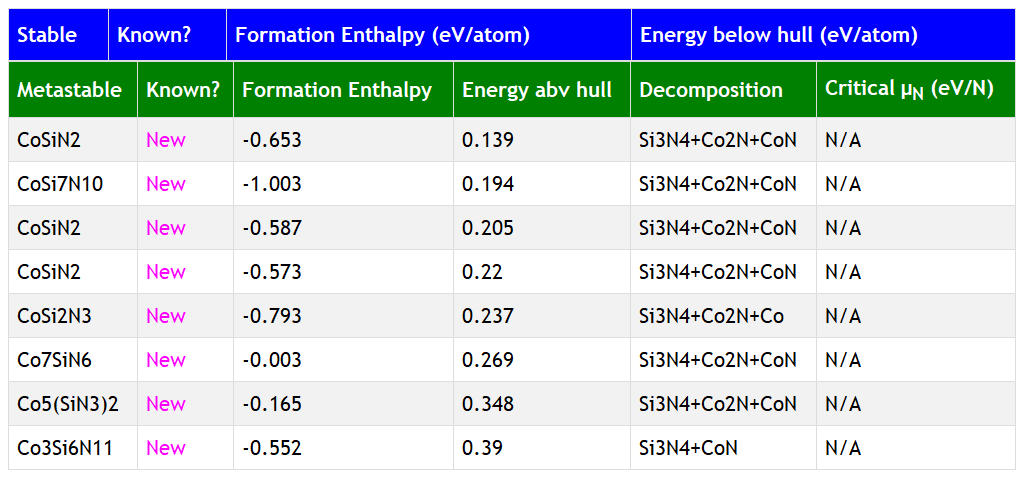 Stable Known? Formation Enthalpy (eV/atom) Energy below hull (eV/atom)
Metastable Known? Formation Enthalpy Energy abv hull Decomposition Critical μN (eV/N)
CoSiN2 New -0.653 0.139 Si3N4+Co2N+CoN N/A
CoSi7N10 New -1.003 0.194 Si3N4+Co2N+CoN N/A
CoSiN2 New -0.587 0.205 Si3N4+Co2N+CoN N/A
CoSiN2 New -0.573 0.22 Si3N4+Co2N+CoN N/A
CoSi2N3 New -0.793 0.237 Si3N4+Co2N+Co N/A
Co7SiN6 New -0.003 0.269 Si3N4+Co2N+CoN N/A
Co5(SiN3)2 New -0.165 0.348 Si3N4+Co2N+CoN N/A
Co3Si6N11 New -0.552 0.39 Si3N4+CoN N/A